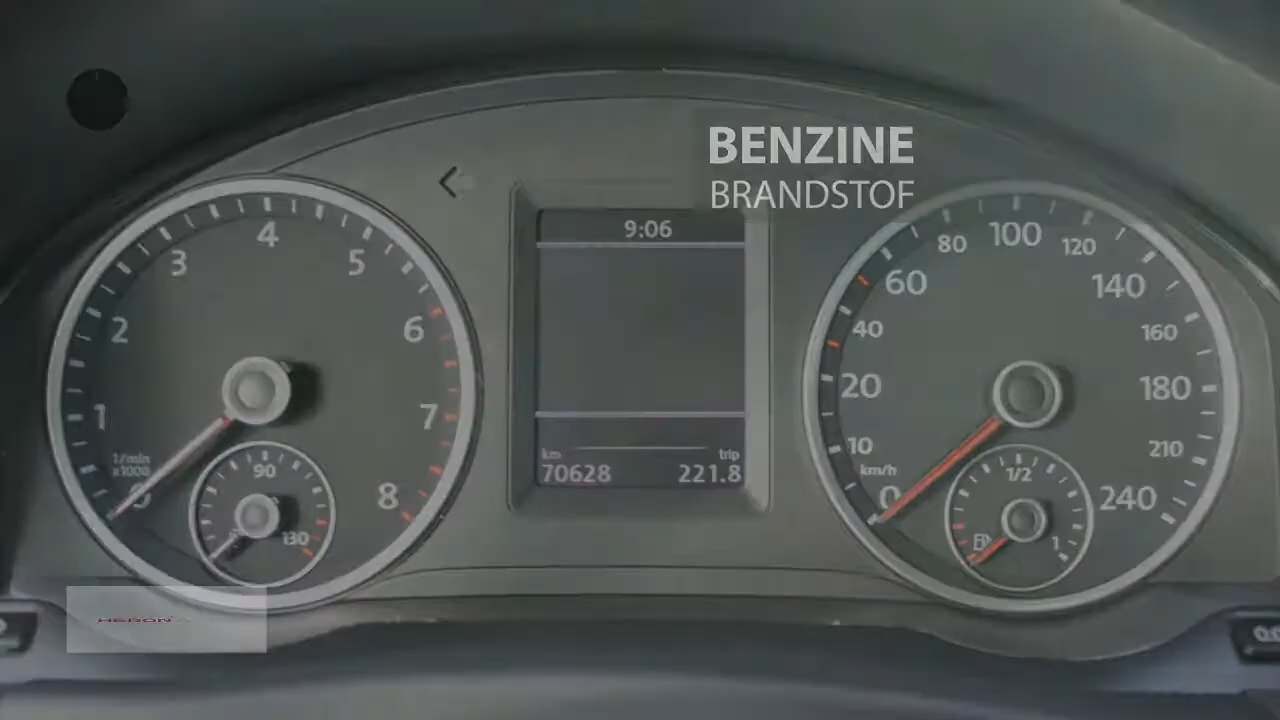 BENZINE
BRANDSTOF
9:06
km trip
70628 221.8
1/min
x1000
0 1 2 3 4 5 6 7 8
90
130
0 10 20 40 60 80 100 120 140 160 180 210 240
km/h
1/2
1
HERON